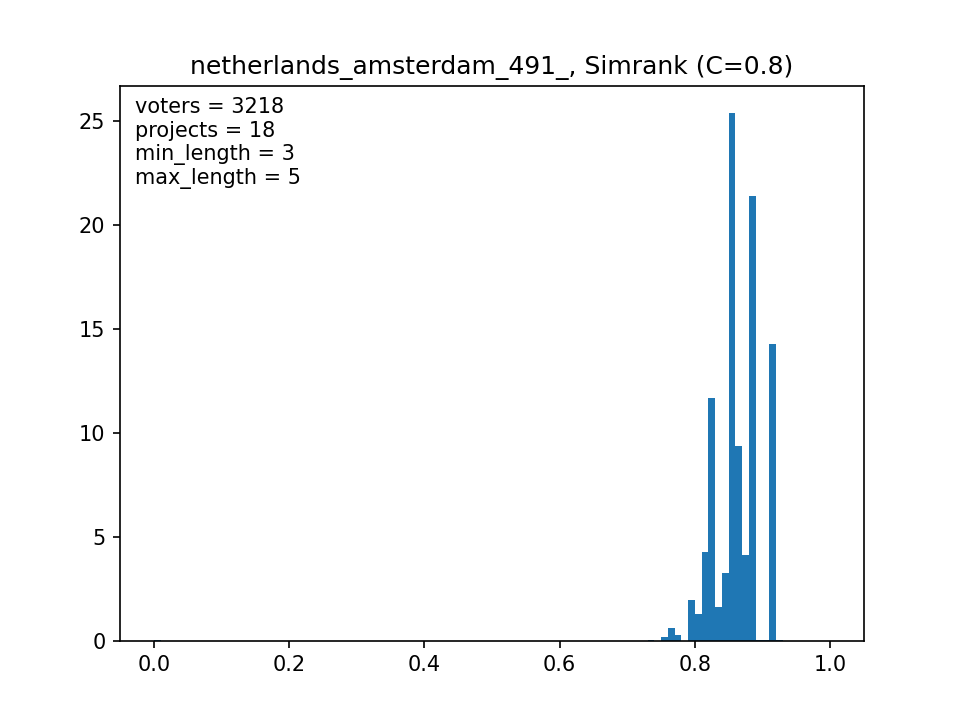 netherlands_amsterdam_491_, Simrank (C=0.8)
voters = 3218
projects = 18
min_length = 3
max_length = 5
25
20
15
10
5
0
0.0 0.2 0.4 0.6 0.8 1.0